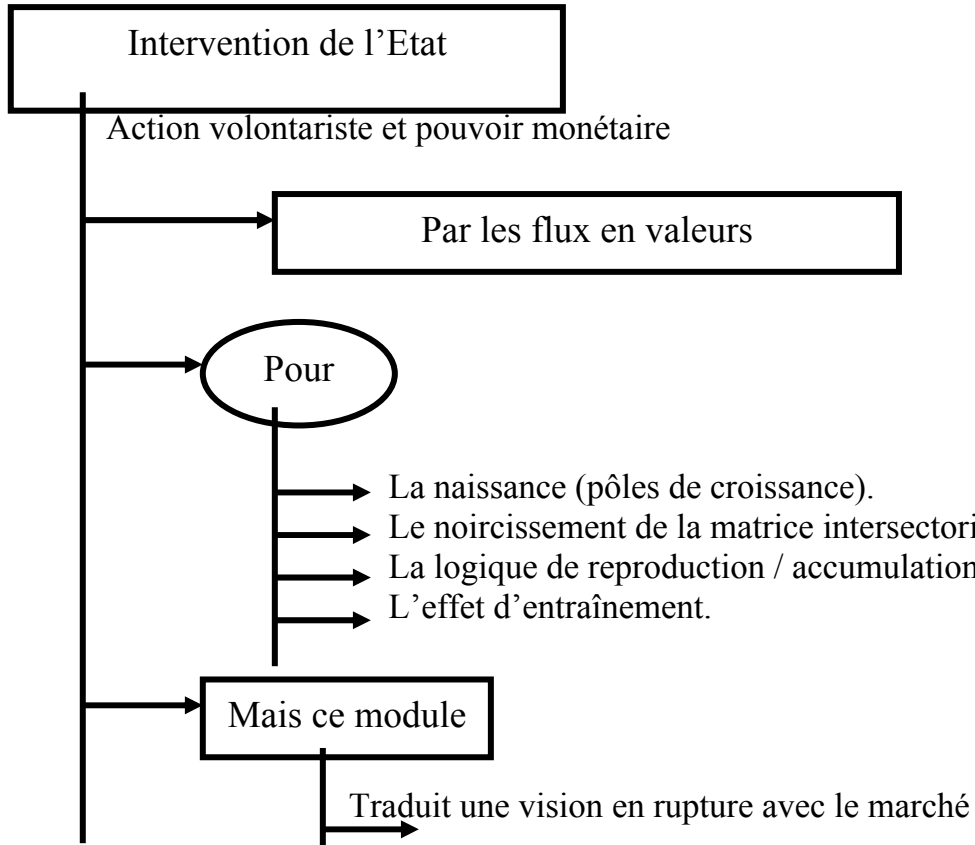 Intervention de l’Etat
Action volontariste et pouvoir monétaire
Par les flux en valeurs
Pour
La naissance (pôles de croissance).
Le noircissement de la matrice
La logique de reproduction / accumulation
L’effet d’entraînement.
Mais ce module
Traduit une vision en rupture avec le marché